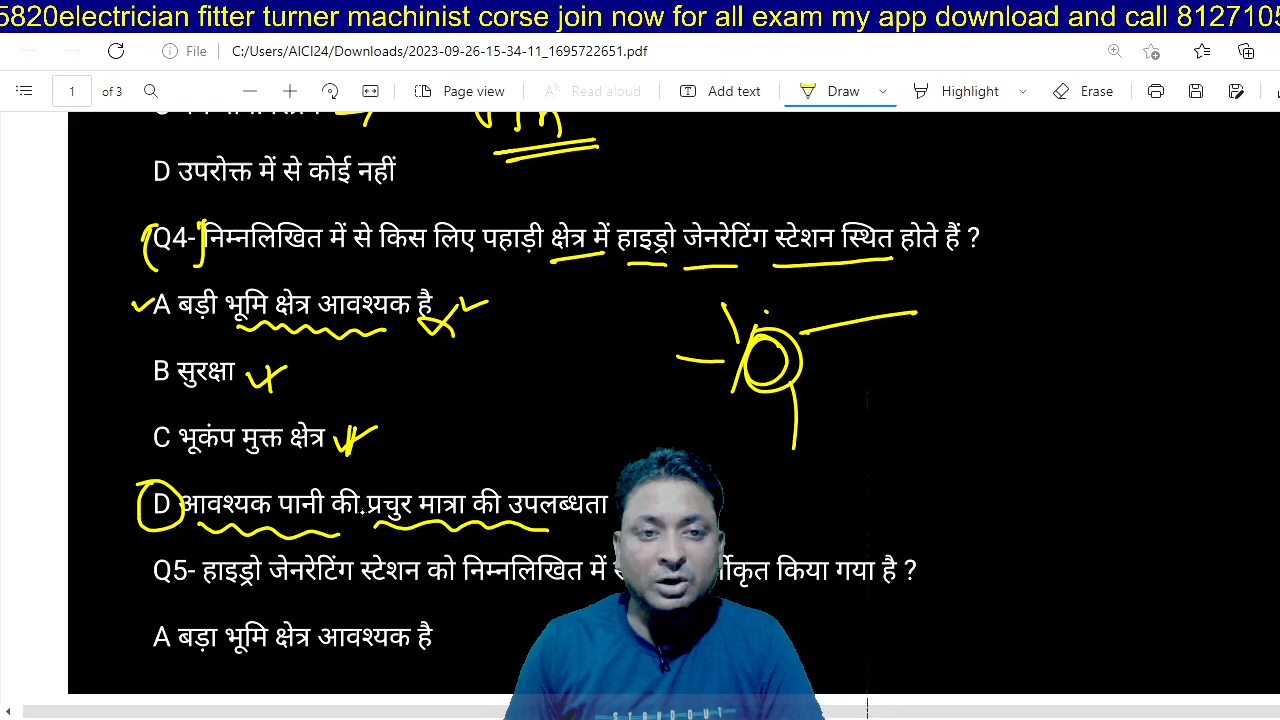 5820electrician fitter turner machinist corse join now for all exam my app download and call 8127105
File C:/Users/AICI24/Downloads/2023-09-26-15-34-11_1695722651.pdf
1 of 3 Page view Read aloud Add text Draw Highlight Erase
D उपरोक्त में से कोई नहीं
Q4- निम्नलिखित में से किस लिए पहाड़ी क्षेत्र में हाइड्रो जेनरेटिंग स्टेशन स्थित होते हैं ?
A बड़ी भूमि क्षेत्र आवश्यक है
B सुरक्षा
C भूकंप मुक्त क्षेत्र
D आवश्यक पानी की प्रचुर मात्रा की उपलब्धता
Q5- हाइड्रो जेनरेटिंग स्टेशन को निम्नलिखित में किया गया है ?
A बड़ा भूमि क्षेत्र आवश्यक है
STANDOUT